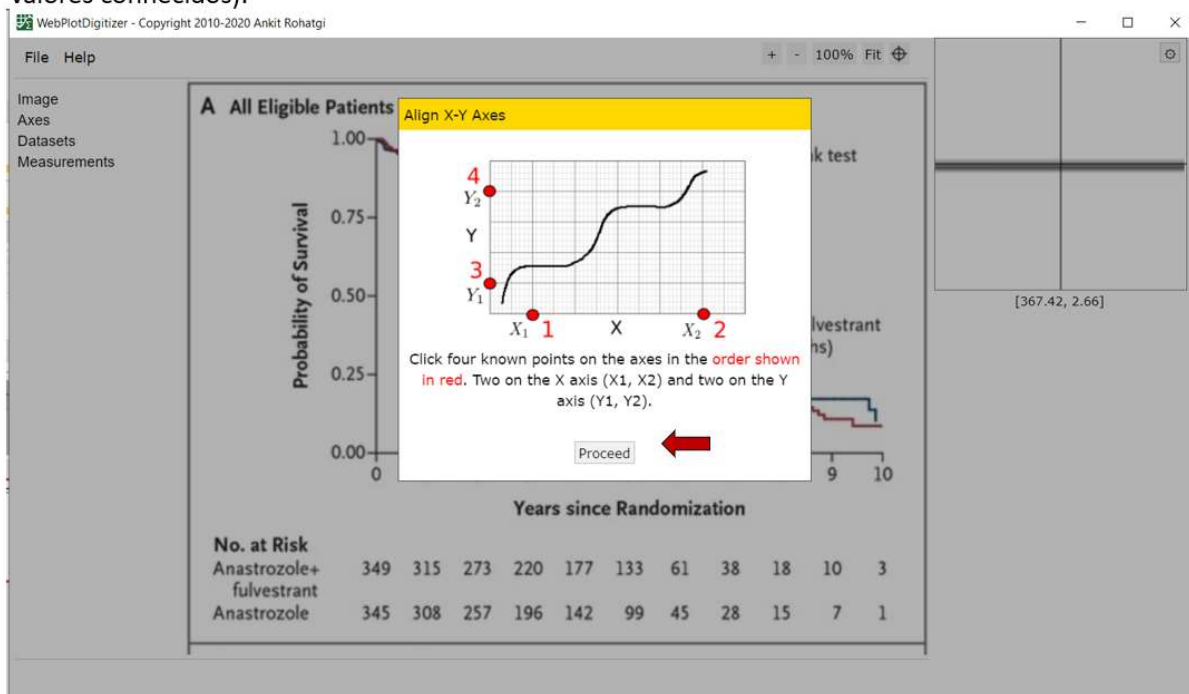 valores connecidos).
WebPlotDigitizer - Copyright 2010-2020 Ankit Rohatgi
File Help
+ - 100% Fit
Image
Axes
Datasets
Measurements
A All Eligible Patients
Align X-Y Axes
k test
1.00
0.75
0.50
0.25
0.00
Probability of Survival
4
Y2
Y
3
Y1
X1 1 X X2 2
Click four known points on the axes in the order shown
in red. Two on the X axis (X1, X2) and two on the Y
axis (Y1, Y2).
Proceed
lvestrant
hs)
[367.42, 2.66]
0 9 10
Years since Randomization
No. at Risk
Anastrozole+
fulvestrant
349 315 273 220 177 133 61 38 18 10 3
Anastrozole 345 308 257 196 142 99 45 28 15 7 1